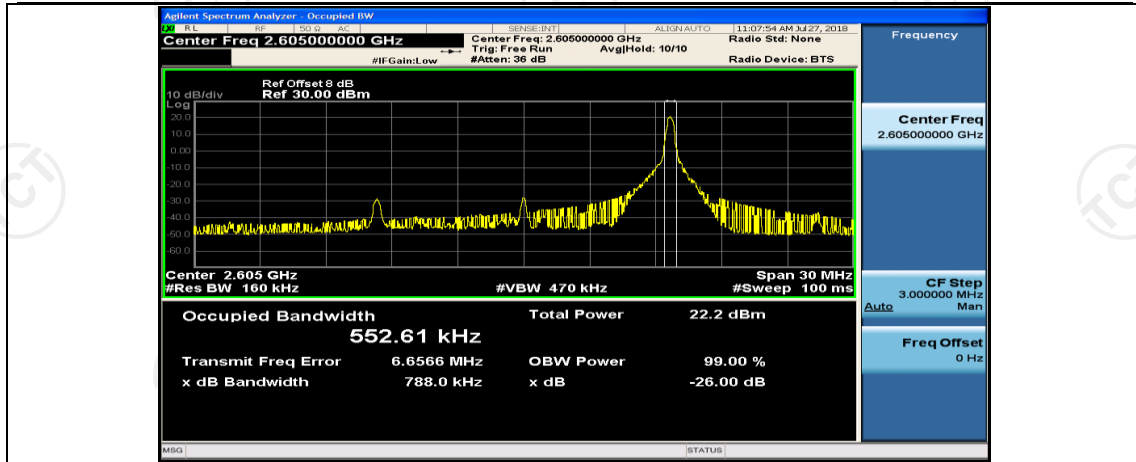 Agilent Spectrum Analyzer - Occupied BW
LXI RL RF 50 Ω AC SENSE:INT ALIGN AUTO 11:07:54 AM Jul 27, 2018
Center Freq 2.605000000 GHz
Center Freq: 2.605000000 GHz
Radio Std: None
Trig: Free Run Avg|Hold: 10/10
#IFGain:Low #Atten: 36 dB Radio Device: BTS
Ref Offset 8 dB
10 dB/div Ref 30.00 dBm
Log
20.0
10.0
0.00
-10.0
-20.0
-30.0
-40.0
-50.0
-60.0
Center 2.605 GHz Span 30 MHz
#Res BW 160 kHz #VBW 470 kHz #Sweep 100 ms
Occupied Bandwidth Total Power 22.2 dBm
552.61 kHz
Transmit Freq Error 6.6566 MHz OBW Power 99.00 %
x dB Bandwidth 788.0 kHz x dB -26.00 dB
MSG STATUS
Frequency
Center Freq
2.605000000 GHz
CF Step
3.000000 MHz
Auto Man
Freq Offset
0 Hz
TCT
TCT